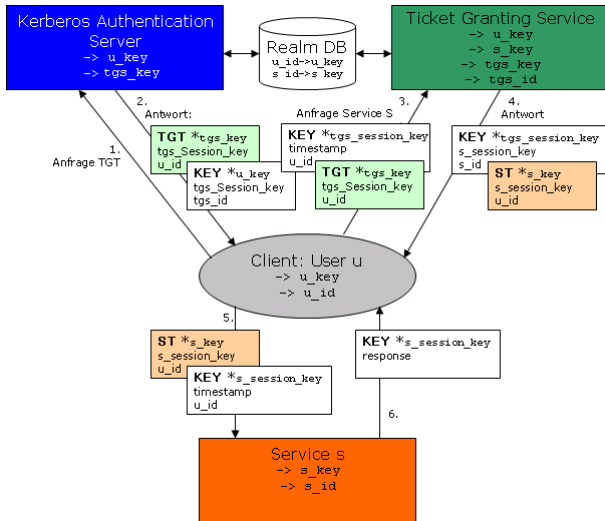 Kerberos Authentication
Server
-> u_key
-> tgs_key
Realm DB
u_id->u_key
s id->s key
Ticket Granting Service
-> u_key
-> s_key
-> tgs_key
-> tgs_id
1.
Anfrage TGT
2.
Antwort:
TGT *tgs_key
tgs_Session_key
u_id
KEY *u_key
tgs_Session_key
tgs_id
3.
Anfrage Service S
KEY *tgs_session_key
timestamp
u_id
TGT *tgs_key
tgs_Session_key
u_id
4.
Antwort
KEY *tgs_session_key
s_session_key
s_id
ST *s_key
s_session_key
u_id
Client: User u
-> u_key
-> u_id
5.
ST *s_key
s_session_key
u_id
KEY *s_session_key
timestamp
u_id
KEY *s_session_key
response
6.
Service s
-> s_key
-> s_id